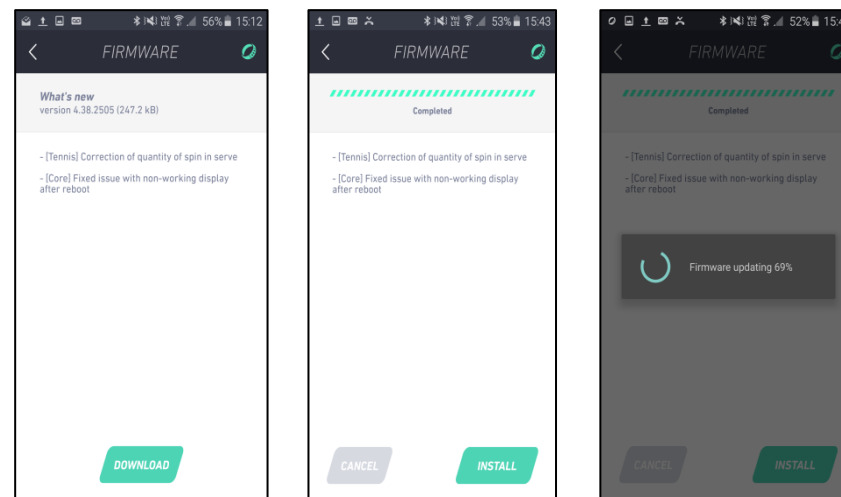 56% 15:12
FIRMWARE
What's new
version 4.38.2505 (247.2 kB)
- [Tennis] Correction of quantity of spin in serve
- [Core] Fixed issue with non-working display
after reboot
DOWNLOAD
53% 15:43
FIRMWARE
Completed
- [Tennis] Correction of quantity of spin in serve
- [Core] Fixed issue with non-working display
after reboot
CANCEL
INSTALL
52% 15:4
FIRMWARE
Completed
- [Tennis] Correction of quantity of spin in serve
- [Core] Fixed issue with non-working display
after reboot
Firmware updating 69%
CANCEL
INSTALL